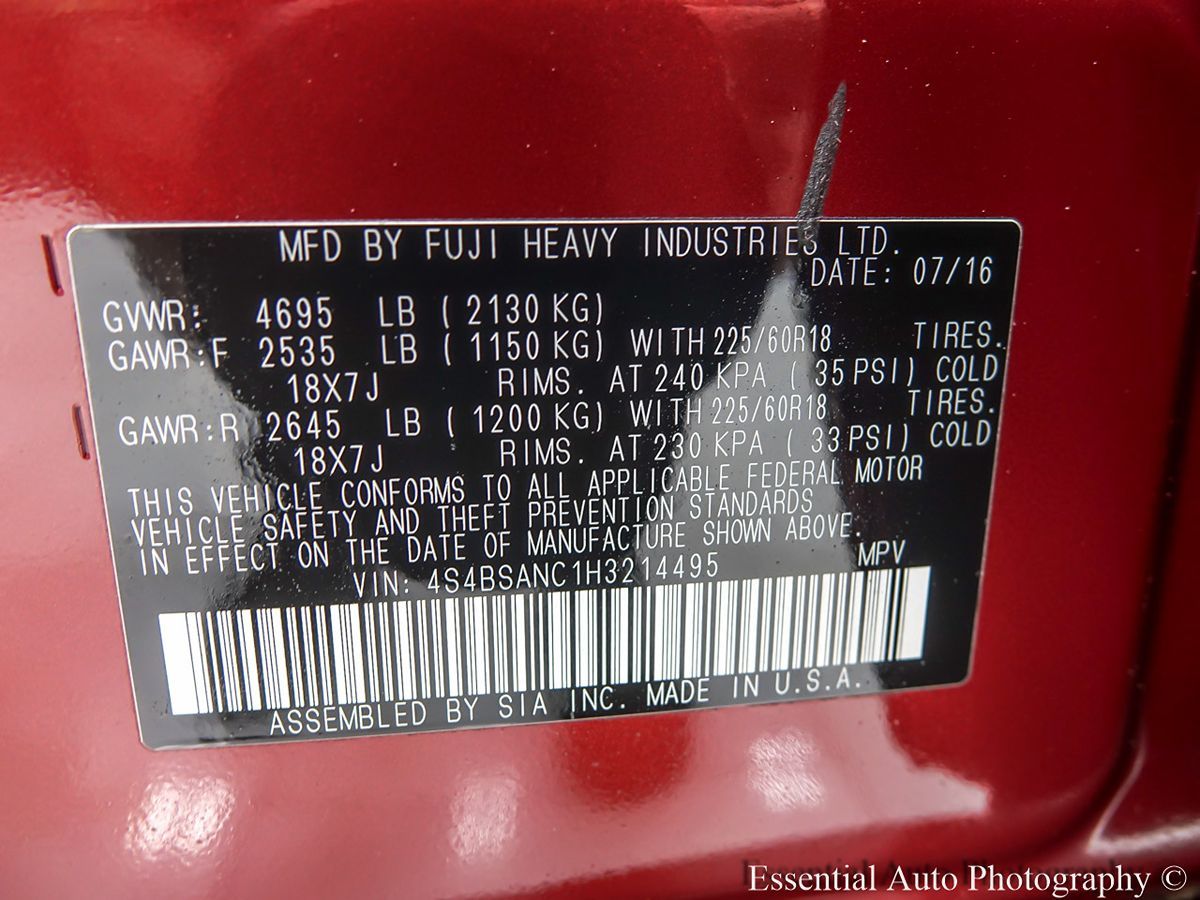 MFD BY FUJI HEAVY INDUSTRIES LTD.
DATE: 07/16
GVWR: 4695 LB ( 2130 KG)
GAWR:F 2535 LB ( 1150 KG) WITH 225/60R18 TIRES.
18X7J RIMS. AT 240 KPA ( 35 PSI) COLD
GAWR:R 2645 LB ( 1200 KG) WITH 225/60R18 TIRES.
18X7J RIMS. AT 230 KPA ( 33 PSI) COLD
THIS VEHICLE CONFORMS TO ALL APPLICABLE FEDERAL MOTOR
VEHICLE SAFETY AND THEFT PREVENTION STANDARDS
IN EFFECT ON THE DATE OF MANUFACTURE SHOWN ABOVE.
VIN: 4S4BSANC1H3214495 MPV
ASSEMBLED BY SIA INC. MADE IN U.S.A.
Essential Auto Photography ©